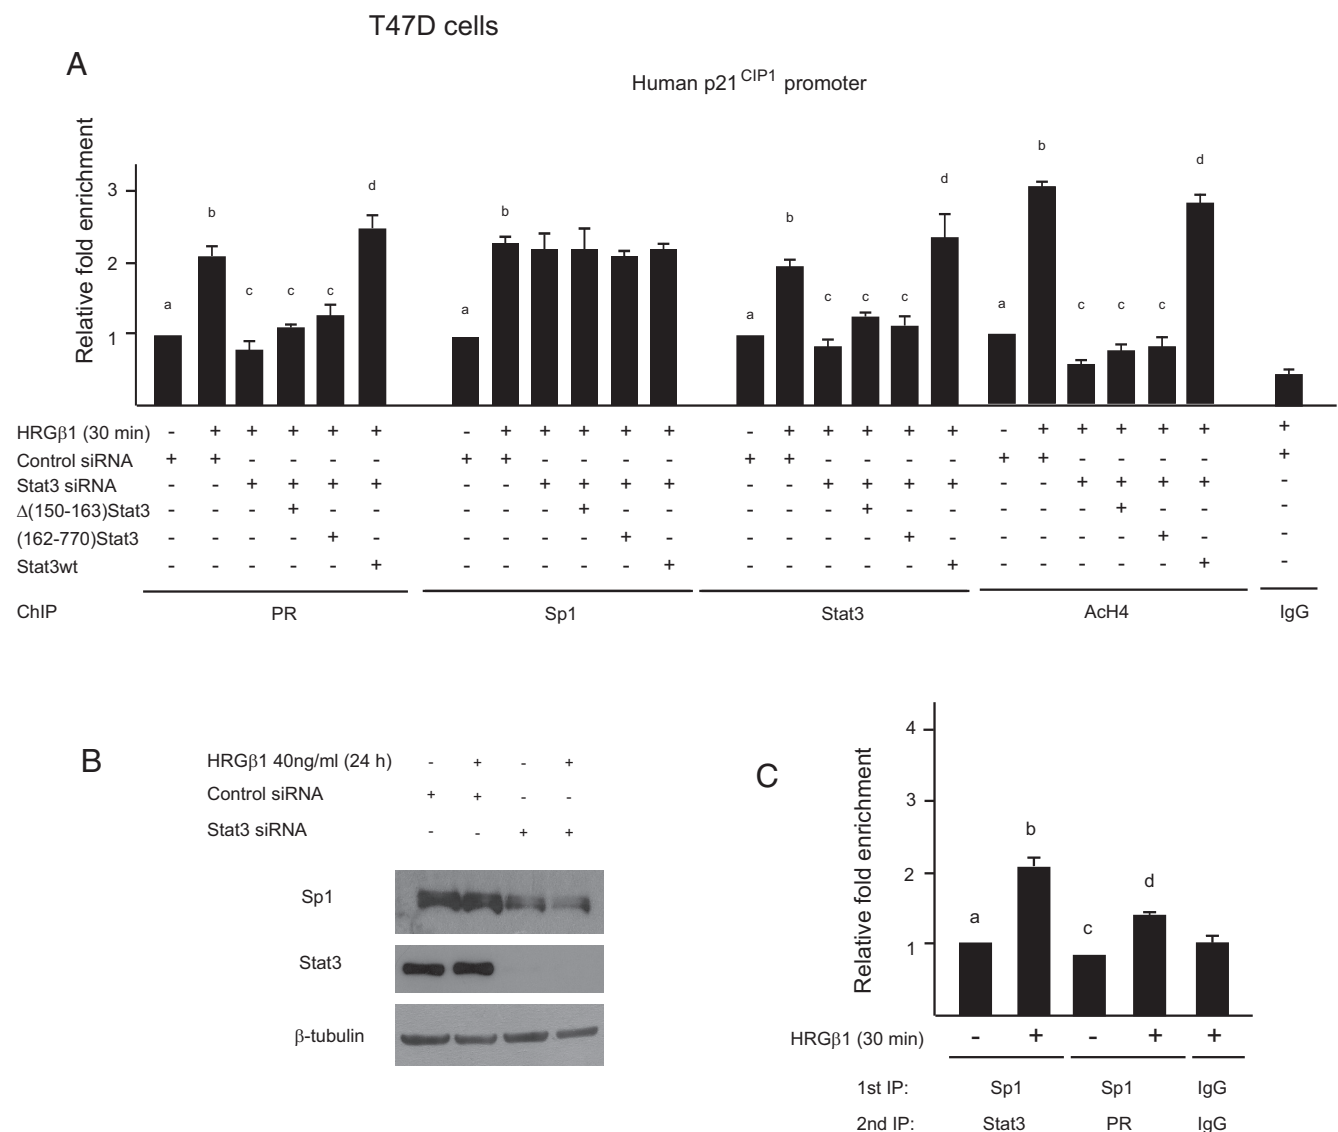 T47D cells
A
Human p21CIP1 promoter
Relative fold enrichment
3
2
1
a b c c c d
a b
a b c c c d
a b c c c d
HRGβ1 (30 min) - + + + + + - + + + + + - + + + + + - + + + + + +
Control siRNA + + - - - - + + - - - - + + - - - - + + - - - - +
Stat3 siRNA - - + + + + - - + + + + - - + + + + - - + + + + -
Δ(150-163)Stat3 - - - + - - - - - + - - - - - + - - - - - + - - -
(162-770)Stat3 - - - - + - - - - - + - - - - - + - - - - - + - -
Stat3wt - - - - - + - - - - - + - - - - - + - - - - - + -
ChIP PR Sp1 Stat3 AcH4 IgG
B
HRGβ1 40ng/ml (24 h) - + - +
Control siRNA + + - -
Stat3 siRNA - - + +
Sp1
Stat3
β-tubulin
C
Relative fold enrichment
4
3
2
1
a b c d
HRGβ1 (30 min) - + - + +
1st IP: Sp1 Sp1 IgG
2nd IP: Stat3 PR IgG